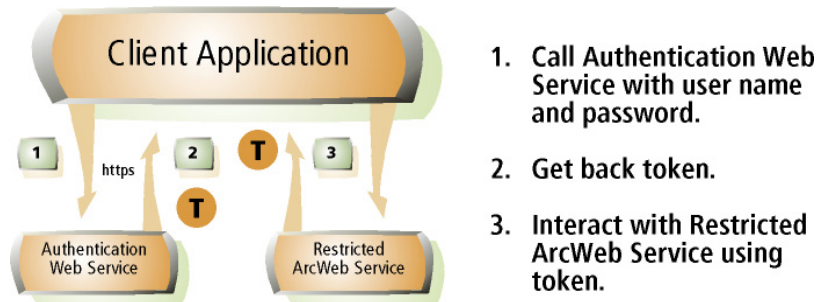 Client Application
1
https
2
T
T
3
Authentication
Web Service
Restricted
ArcWeb Service
1. Call Authentication Web
Service with user name
and password.
2. Get back token.
3. Interact with Restricted
ArcWeb Service using
token.